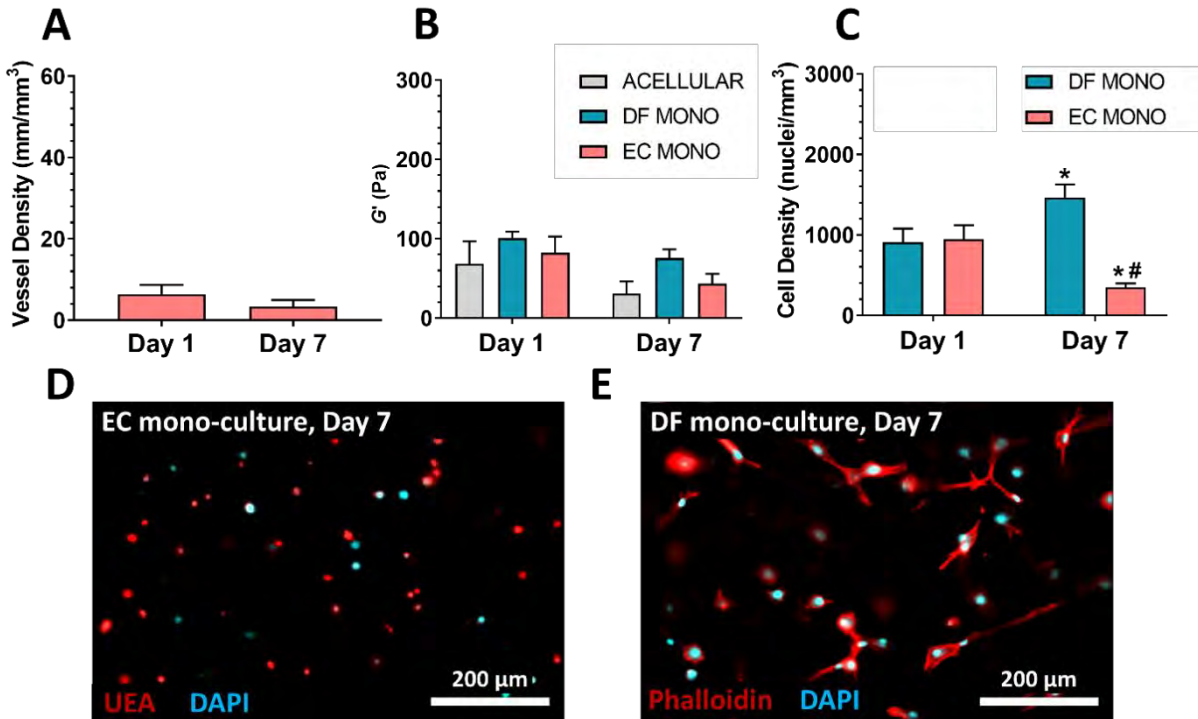 A
Vessel Density (mm/mm³)
60
40
20
0
Day 1
Day 7
B
G' (Pa)
300
200
100
0
ACELLULAR
DF MONO
EC MONO
Day 1
Day 7
C
Cell Density (nuclei/mm³)
3000
2000
1000
0
DF MONO
EC MONO
*
* #
Day 1
Day 7
D
EC mono-culture, Day 7
UEA DAPI
200 µm
E
DF mono-culture, Day 7
Phalloidin DAPI
200 µm